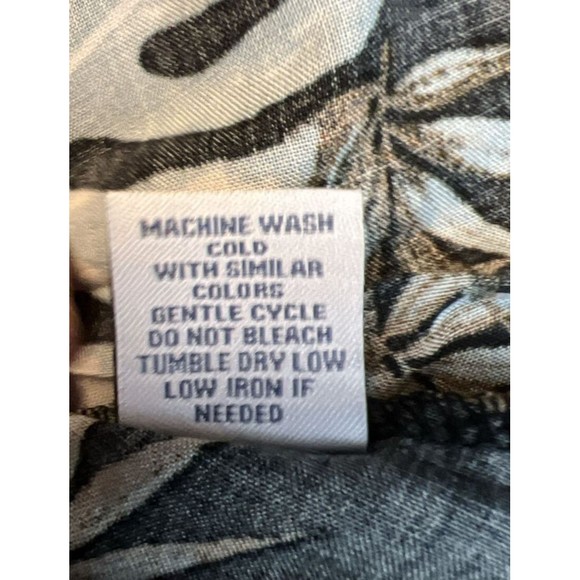 MACHINE WASH
COLD
WITH SIMILAR
COLORS
GENTLE CYCLE
DO NOT BLEACH
TUMBLE DRY LOW
LOW IRON IF
NEEDED